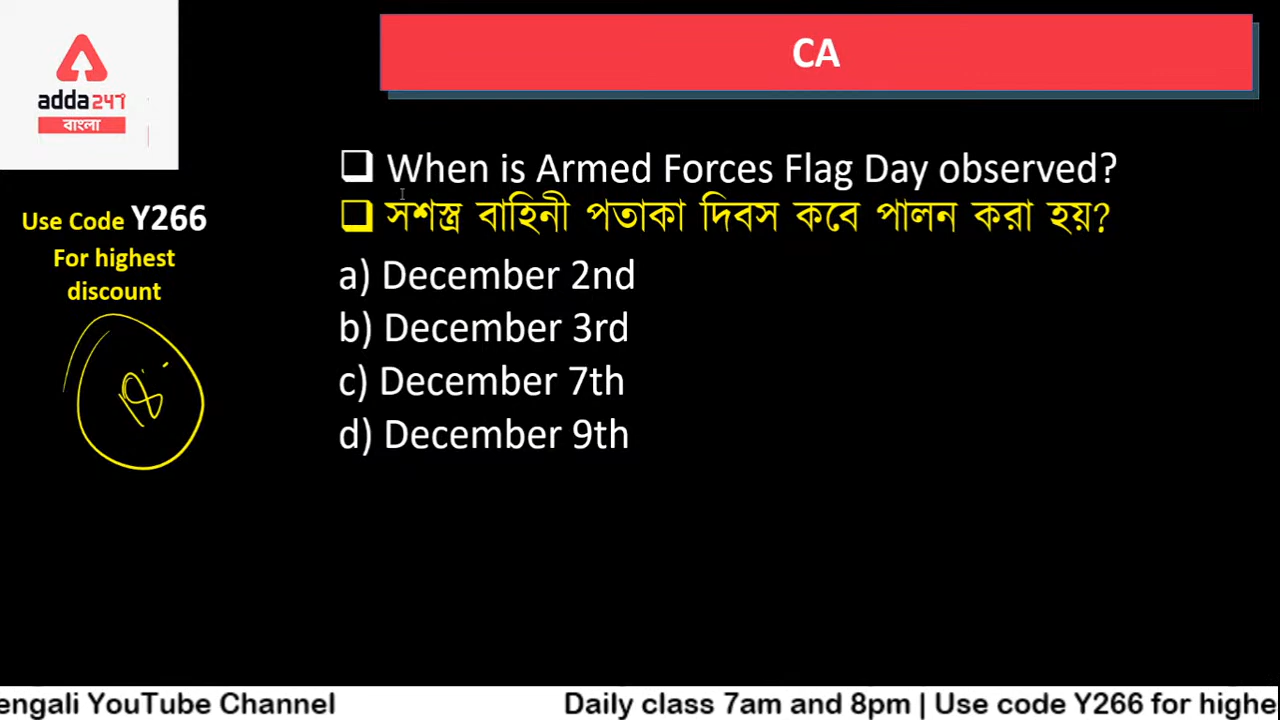 CA
adda247
বাংলা
When is Armed Forces Flag Day observed?
সশস্ত্র বাহিনী পতাকা দিবস কবে পালন করা হয়?
Use Code Y266
For highest
discount
a) December 2nd
b) December 3rd
c) December 7th
d) December 9th
18
engali YouTube Channel Daily class 7am and 8pm | Use code Y266 for highe